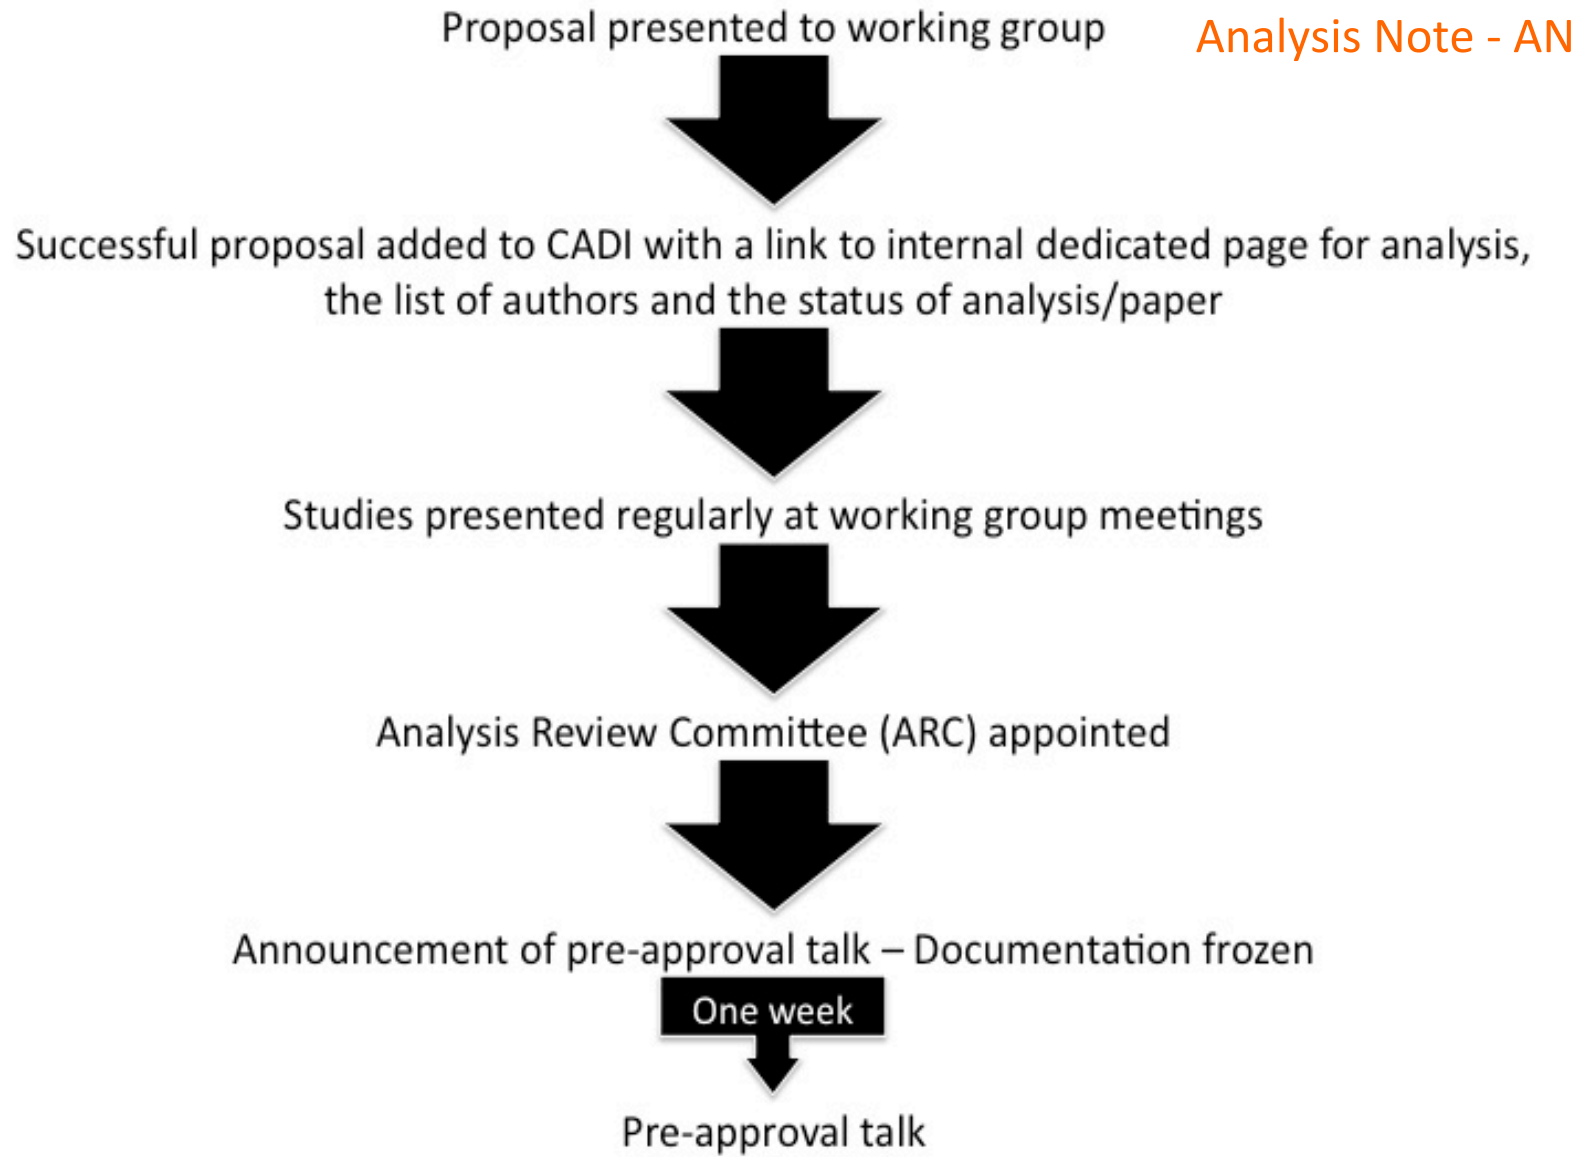 Proposal presented to working group
Analysis Note - AN
Successful proposal added to CADI with a link to internal dedicated page for analysis,
the list of authors and the status of analysis/paper
Studies presented regularly at working group meetings
Analysis Review Committee (ARC) appointed
Announcement of pre-approval talk – Documentation frozen
One week
Pre-approval talk